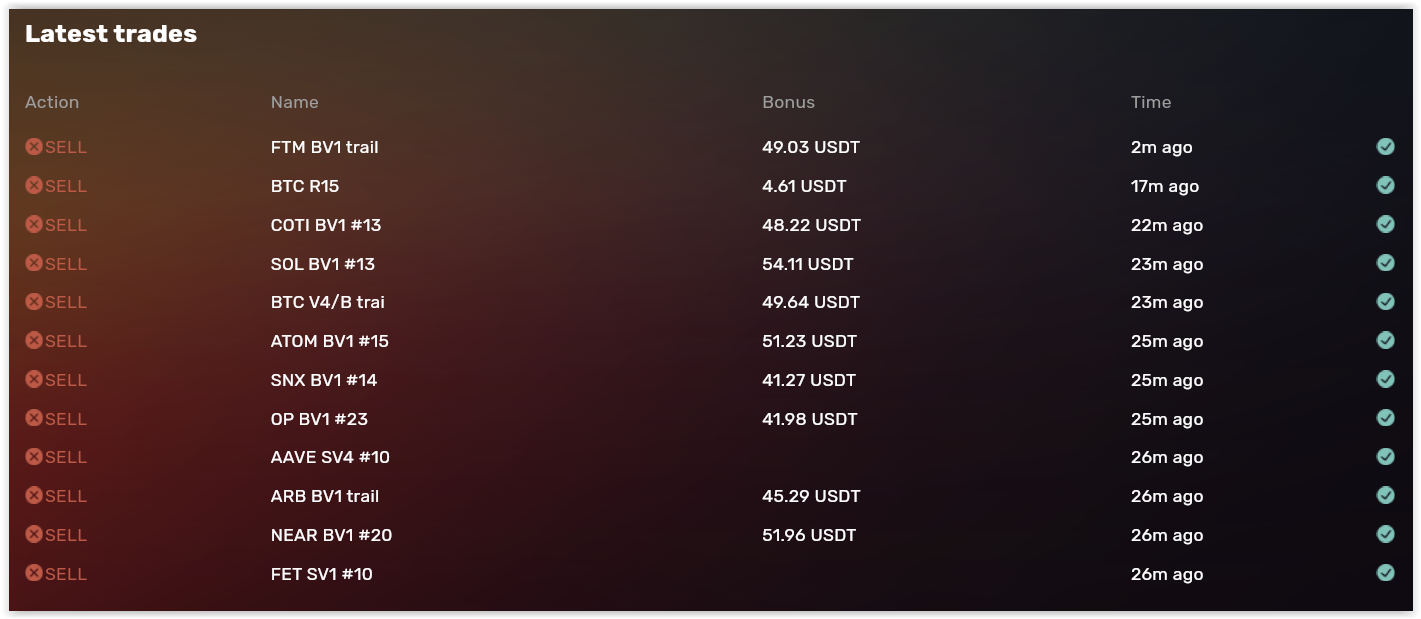 Latest trades
Action Name Bonus Time
SELL FTM BV1 trail 49.03 USDT 2m ago
SELL BTC R15 4.61 USDT 17m ago
SELL COTI BV1 #13 48.22 USDT 22m ago
SELL SOL BV1 #13 54.11 USDT 23m ago
SELL BTC V4/B trai 49.64 USDT 23m ago
SELL ATOM BV1 #15 51.23 USDT 25m ago
SELL SNX BV1 #14 41.27 USDT 25m ago
SELL OP BV1 #23 41.98 USDT 25m ago
SELL AAVE SV4 #10 26m ago
SELL ARB BV1 trail 45.29 USDT 26m ago
SELL NEAR BV1 #20 51.96 USDT 26m ago
SELL FET SV1 #10 26m ago